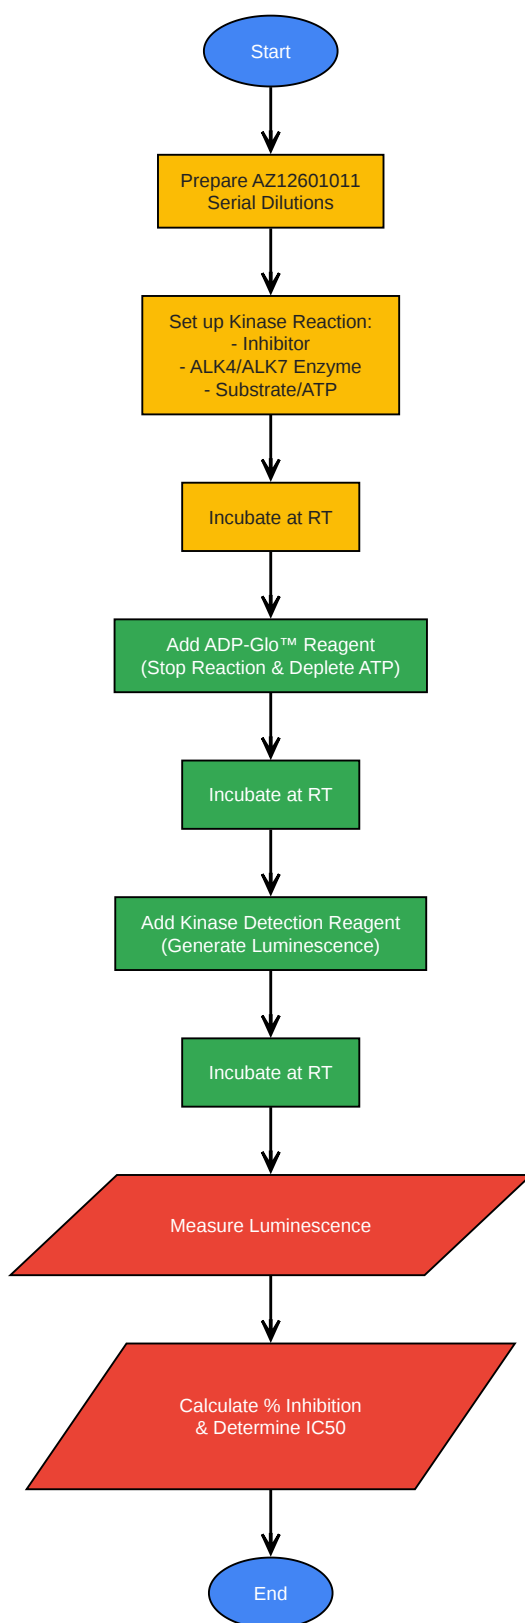 Start
Prepare AZ12601011
Serial Dilutions
Set up Kinase Reaction:
- Inhibitor
- ALK4/ALK7 Enzyme
- Substrate/ATP
Incubate at RT
Add ADP-Glo™ Reagent
(Stop Reaction & Deplete ATP)
Incubate at RT
Add Kinase Detection Reagent
(Generate Luminescence)
Incubate at RT
Measure Luminescence
Calculate % Inhibition
& Determine IC50
End